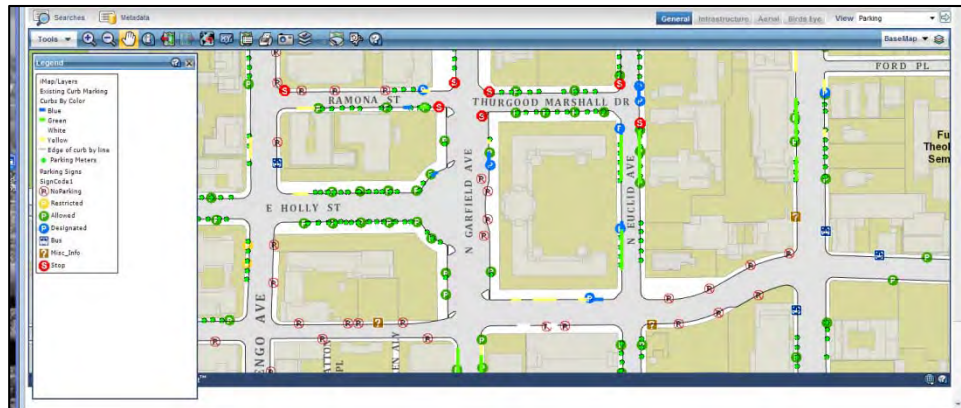 Searches Metadata
General Infrastructure Aerial Birds Eye View Parking
Tools
BaseMap
Legend
iMap/Layers
Existing Curb Marking
Curbs By Color
Blue
Green
White
Yellow
Edge of curb by line
Parking Meters
Parking Signs
SignCode1
NoParking
Restricted
Allowed
Designated
Bus
Misc_Info
Stop
FORD PL
RAMONA ST
THURGOOD MARSHALL DR
E HOLLY ST
N GARFIELD AVE
N EUCLID AVE
Fu
Theol
Sem
ENGO AVE
PL
EN ALY